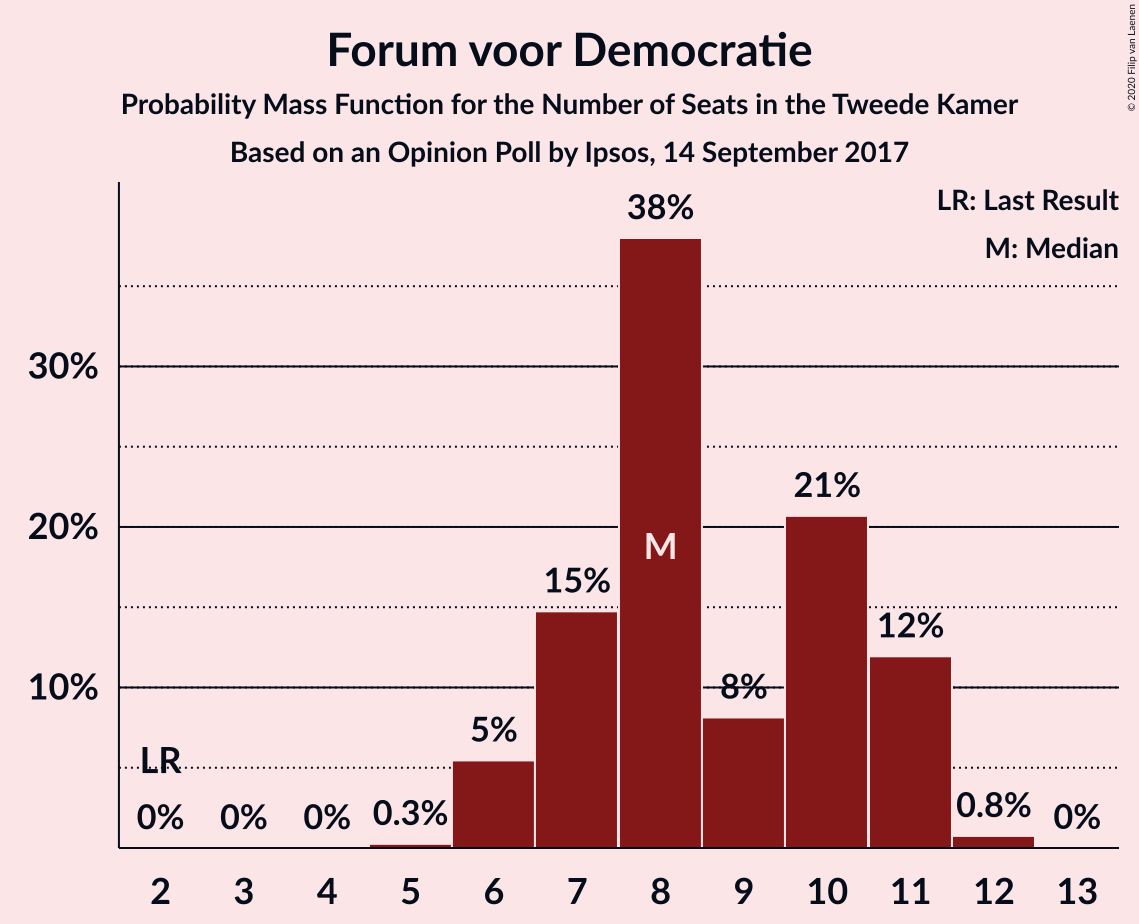 Forum voor Democratie
Probability Mass Function for the Number of Seats in the Tweede Kamer
Based on an Opinion Poll by Ipsos, 14 September 2017
© 2020 Filip van Laenen
LR: Last Result
M: Median
38%
30%
20%
10%
21%
M
15%
12%
8%
5%
LR
0%
0%
0%
0.3%
0.8%
0%
2 3 4 5 6 7 8 9 10 11 12 13